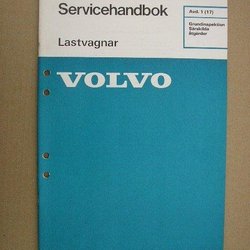 Servicehandbok
Avd. 1 (17)
Grundinspektion
Särskilda
åtgärder
Lastvagnar
VOLVO